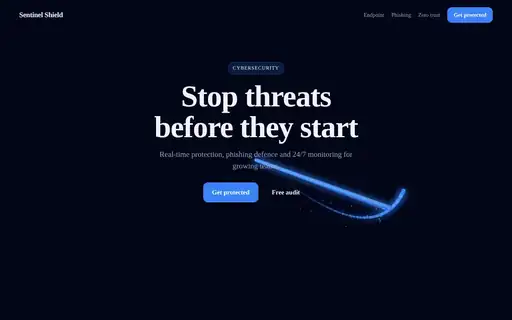 Sentinel Shield
Endpoint
Phishing
Zero trust
Get protected
CYBERSECURITY
Stop threats
before they start
Real-time protection, phishing defence and 24/7 monitoring for
growing
Get protected
Free audit